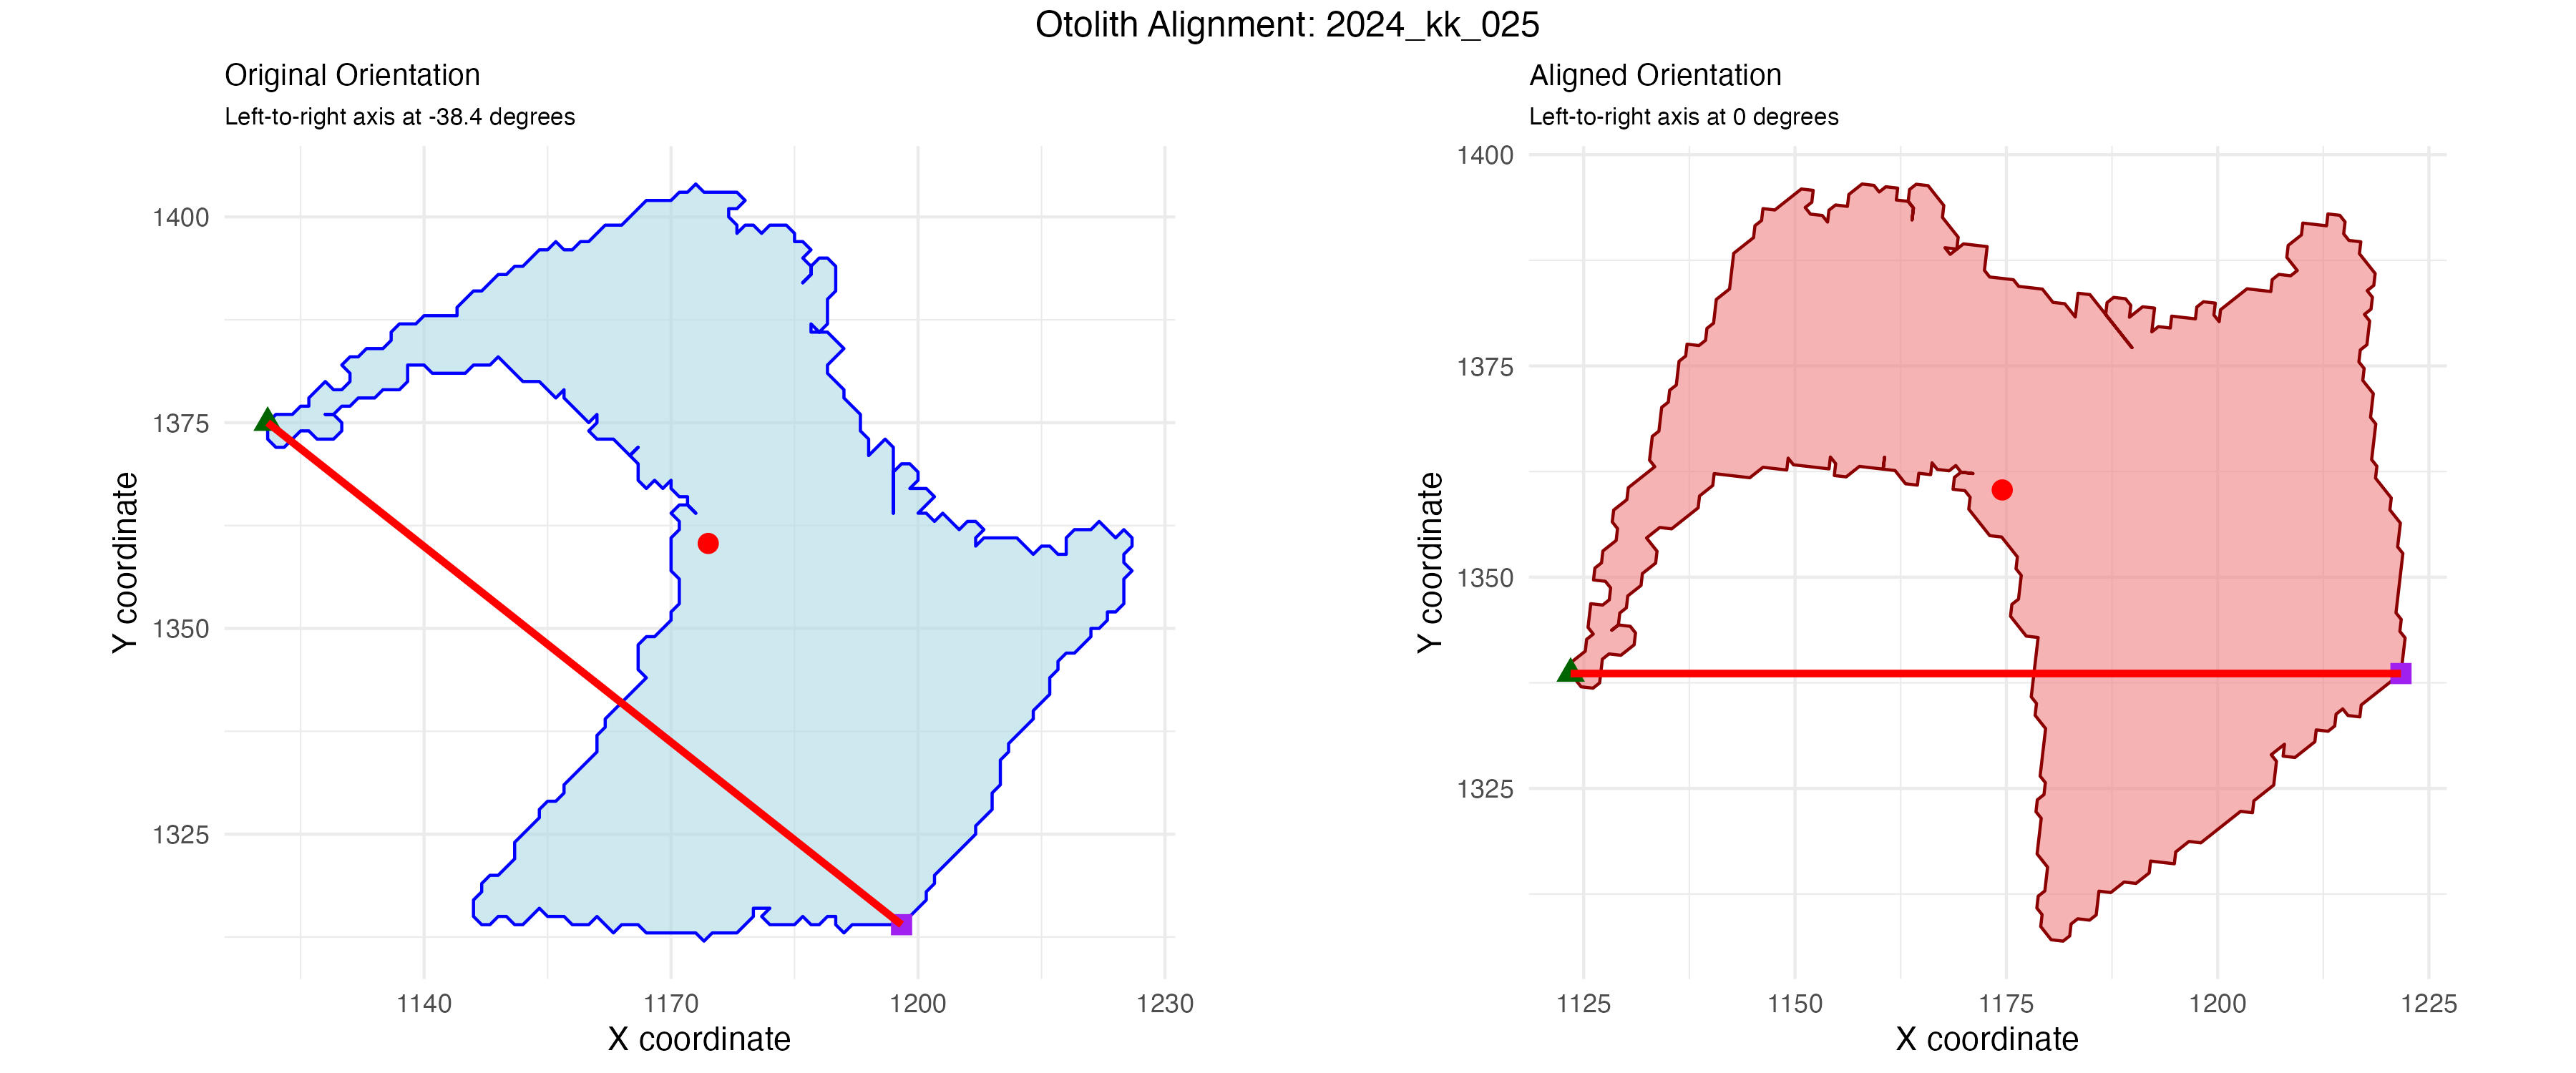 Otolith Alignment: 2024_kk_025
Original Orientation
Left-to-right axis at -38.4 degrees
1400
1375
1350
1325
Y coordinate
1140 1170 1200 1230
X coordinate
Aligned Orientation
Left-to-right axis at 0 degrees
1400
1375
1350
1325
Y coordinate
1125 1150 1175 1200 1225
X coordinate